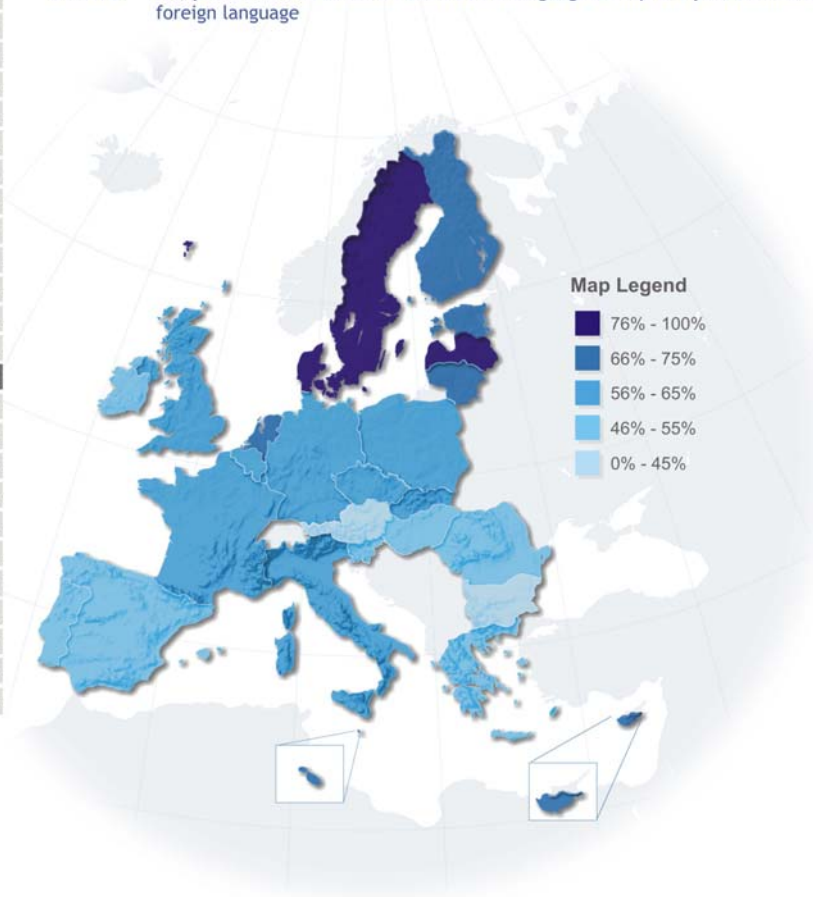 foreign language
Map Legend
76% - 100%
66% - 75%
56% - 65%
46% - 55%
0% - 45%